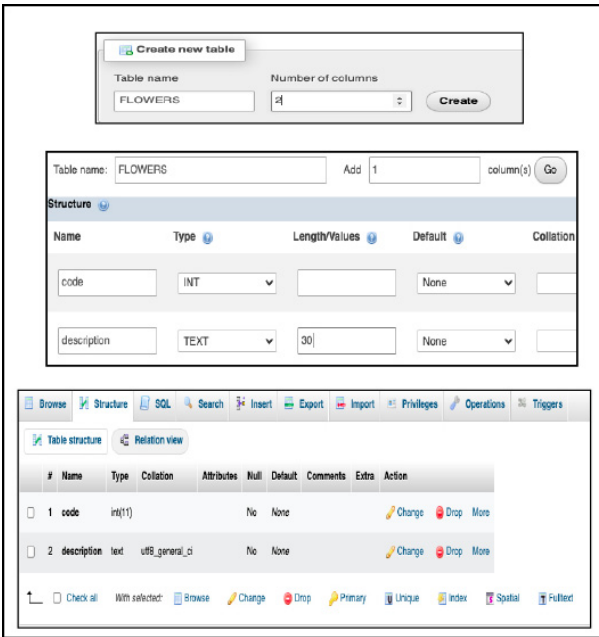 Create new table
Table name Number of columns
FLOWERS 2 Create
Table name: FLOWERS Add 1 column(s) Go
Structure
Name Type Length/Values Default Collation
code INT None
description TEXT 30 None
Browse Structure SQL Search Insert Export Import Privileges Operations Triggers
Table structure Relation view
# Name Type Collation Attributes Null Default Comments Extra Action
1 code int(11) No None Change Drop More
2 description text utf8_general_ci No None Change Drop More
Check all With selected: Browse Change Drop Primary Unique Index Spatial Fulltext